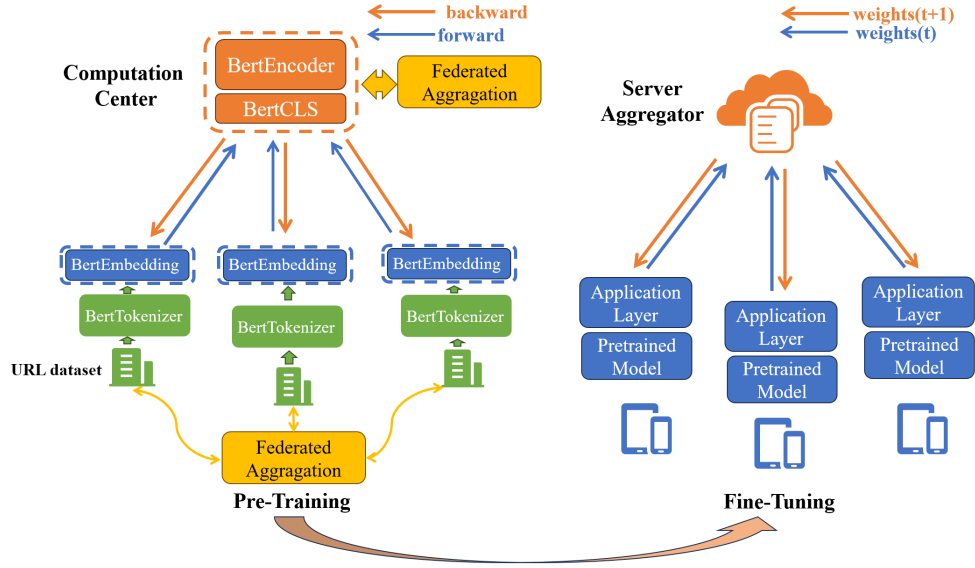 backward
forward
BertEncoder
BertCLS
Computation
Center
Federated
Aggragation
BertEmbedding
BertEmbedding
BertEmbedding
BertTokenizer
BertTokenizer
BertTokenizer
URL dataset
Federated
Aggragation
Pre-Training
weights(t+1)
weights(t)
Server
Aggregator
Application
Layer
Pretrained
Model
Application
Layer
Pretrained
Model
Application
Layer
Pretrained
Model
Fine-Tuning